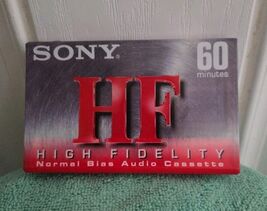 SONY® 60
minutes
HF
HIGH FIDELITY
Normal Bias Audio Cassette